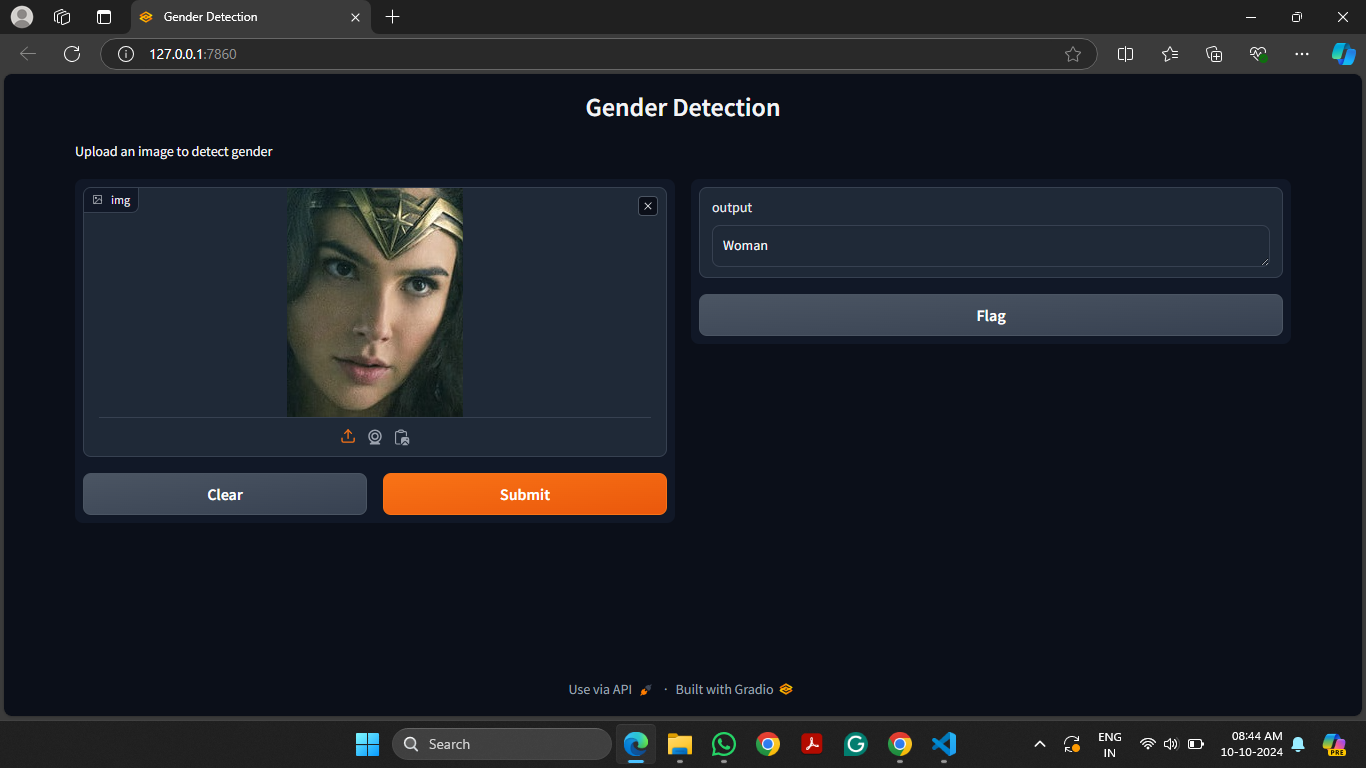 Gender Detection
127.0.0.1:7860
Gender Detection
Upload an image to detect gender
img
output
Woman
Flag
Clear
Submit
Use via API · Built with Gradio
Search
ENG
IN
08:44 AM
10-10-2024
PRE